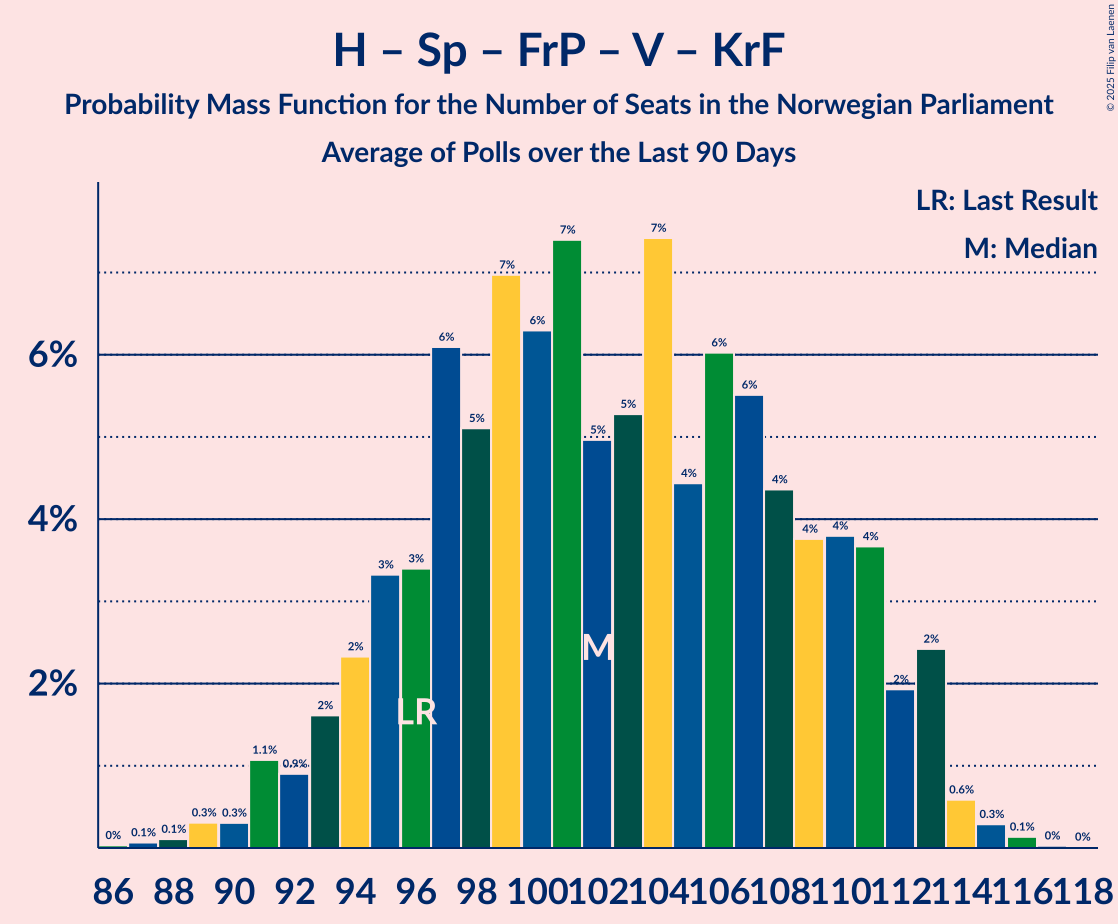 H – Sp – FrP – V – KrF
Probability Mass Function for the Number of Seats in the Norwegian Parliament
Average of Polls over the Last 90 Days
© 2025 Filip van Laenen
LR: Last Result
M: Median
7% 7%
7%
6% 6% 6%
6%
6%
5% 5% 5%
4% 4%
4%
4% 4% 4%
3% 3%
2% 2%
M
2%
2% 2%
LR
1.1% 0.9%
0.6%
0% 0.1% 0.1% 0.3% 0.3% 0.3% 0.1% 0% 0%
86 88 90 92 94 96 98 100 102 104 106 108 110 112 114 116 118